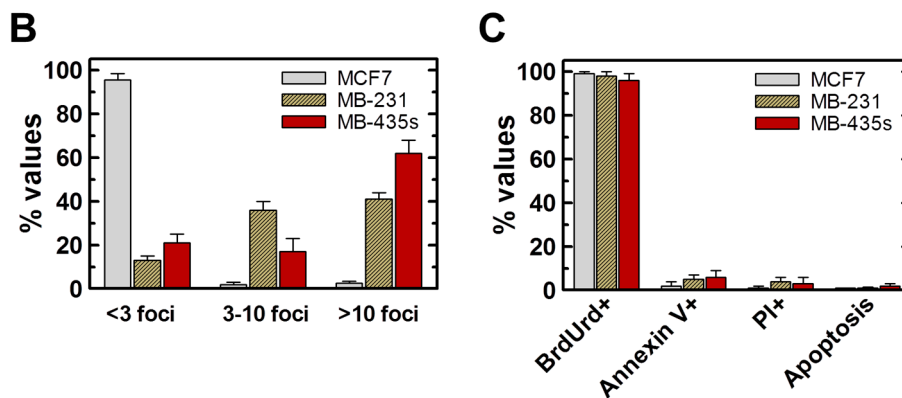 B
% values
100
80
60
40
20
0
MCF7
MB-231
MB-435s
<3 foci
3-10 foci
>10 foci
C
% values
100
80
60
40
20
0
MCF7
MB-231
MB-435s
BrdUrd+
Annexin V+
PI+
Apoptosis